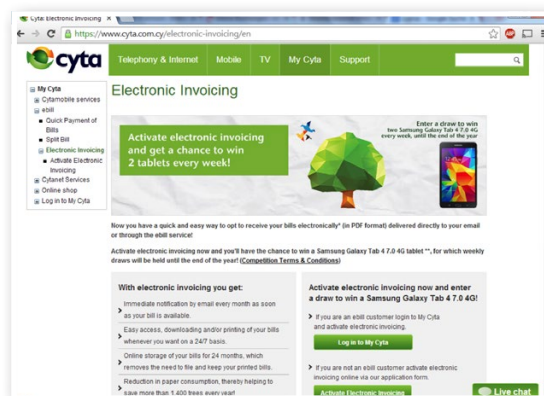 Cyta: Electronic Invoicing
https://www.cyta.com.cy/electronic-invoicing/en
cyta
Telephony & Internet Mobile TV My Cyta Support
My Cyta
Cytamobile services
ebill
Quick Payment of
Bills
Split Bill
Electronic Invoicing
Activate Electronic
Invoicing
Cytanet Services
Online shop
Log in to My Cyta
Electronic Invoicing
Activate electronic invoicing
and get a chance to win
2 tablets every week!
Enter a draw to win
two Samsung Galaxy Tab 4 7.0 4G
every week, until the end of the year
Now you have a quick and easy way to opt to receive your bills electronically* (in PDF format) delivered directly to your email
or through the ebill service!
Activate electronic invoicing now and you'll have the chance to win a Samsung Galaxy Tab 4 7.0 4G tablet **, for which weekly
draws will be held until the end of the year! (Competition Terms & Conditions)
With electronic invoicing you get:
Immediate notification by email every month as soon
as your bill is available.
Easy access, downloading and/or printing of your bills
whenever you want on a 24/7 basis.
Online storage of your bills for 24 months, which
removes the need to file and keep your printed bills.
Reduction in paper consumption, thereby helping to
save more than 1,400 trees every year!
Activate electronic invoicing now and enter
a draw to win a Samsung Galaxy Tab 4 7.0 4G!
If you are an ebill customer login to My Cyta
and activate electronic invoicing.
Log in to My Cyta
If you are not an ebill customer activate electronic
invoicing online via our application form.
Activate Electronic Invoicing
Live chat